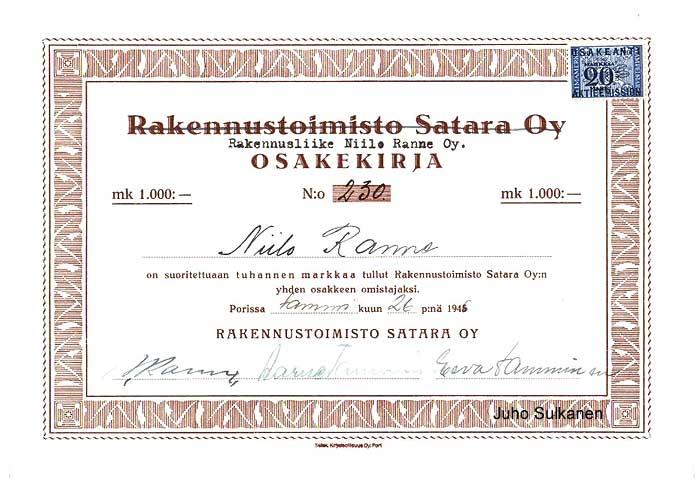 OSAKEANTI
MARKKAA
20
AKTIEEMISSION
Rakennustoimisto Satara Oy
Rakennusliike Niilo Ranne Oy.
OSAKEKIRJA
mk 1.000:— N:o 230 mk 1.000:—
Niilo Ranne
on suoritettuaan tuhannen markkaa tullut Rakennustoimisto Satara Oy:n
yhden osakkeen omistajaksi.
Porissa tammi kuun 26 p:nä 1946
RAKENNUSTOIMISTO SATARA OY
Eeva Tamminen
Juho Sulkanen